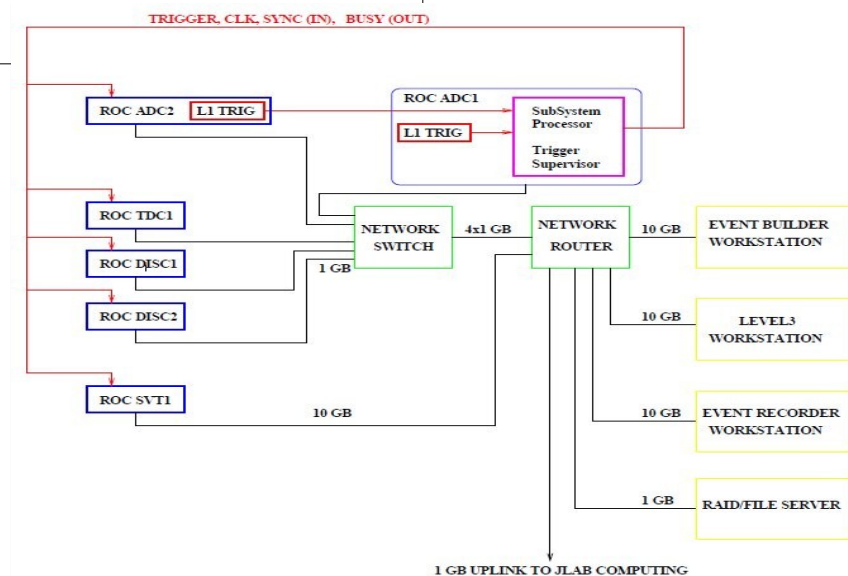 TRIGGER, CLK, SYNC (IN), BUSY (OUT)
ROC ADC2
L1 TRIG
ROC ADC1
L1 TRIG
SubSystem
Processor
Trigger
Supervisor
ROC TDC1
ROC DISC1
ROC DISC2
ROC SVT1
1 GB
10 GB
NETWORK
SWITCH
4x1 GB
NETWORK
ROUTER
10 GB
EVENT BUILDER
WORKSTATION
10 GB
LEVEL3
WORKSTATION
10 GB
EVENT RECORDER
WORKSTATION
1 GB
RAID/FILE SERVER
1 GB UPLINK TO JLAB COMPUTING